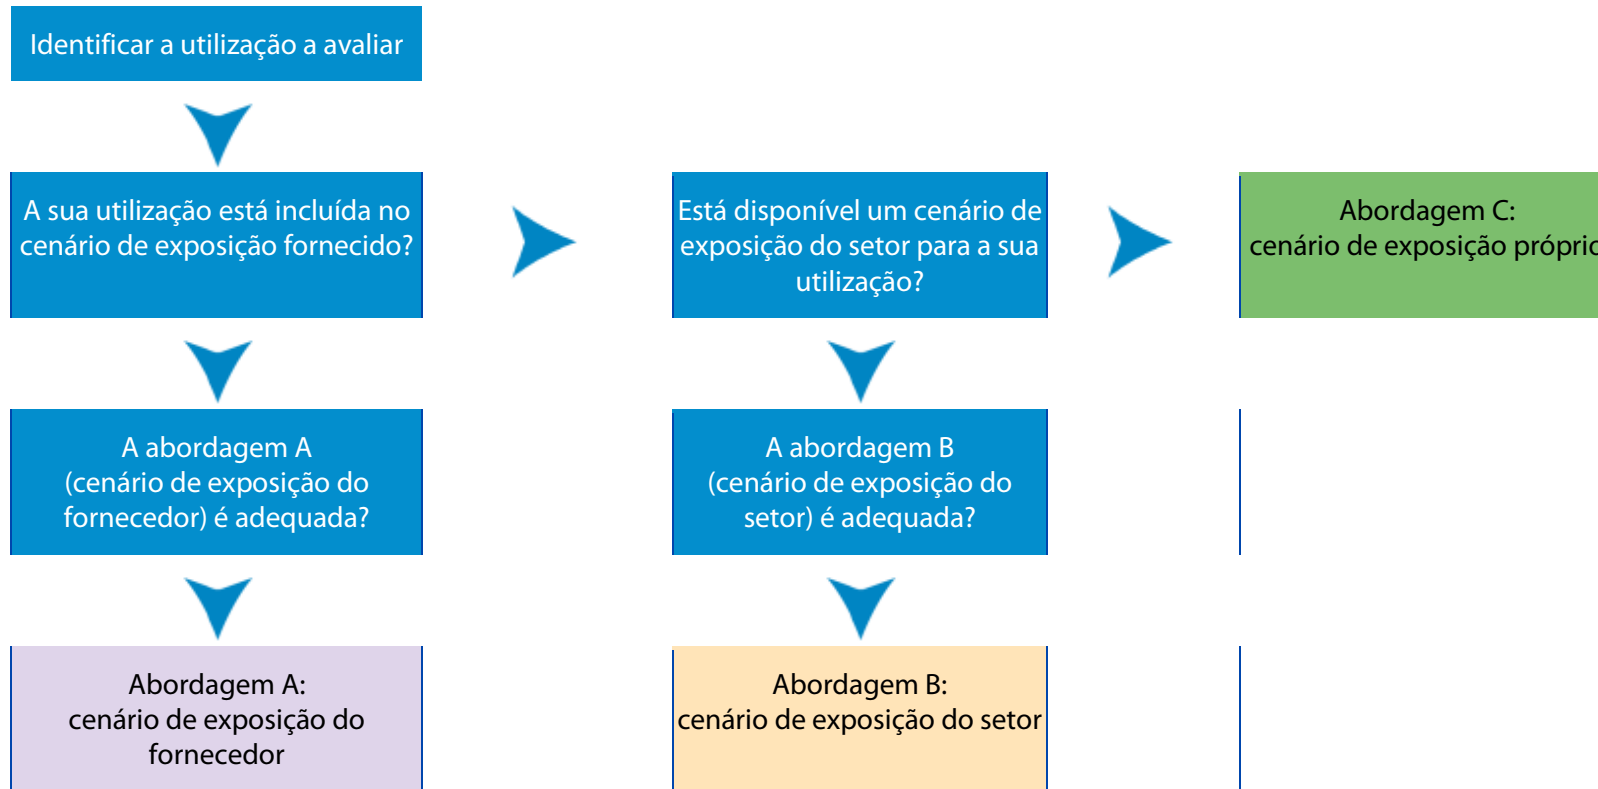 Identificar a utilização a avaliar
A sua utilização está incluída no
cenário de exposição fornecido?
Está disponível um cenário de
exposição do setor para a sua
utilização?
Abordagem C:
cenário de exposição próprio
A abordagem A
(cenário de exposição do
fornecedor) é adequada?
A abordagem B
(cenário de exposição do
setor) é adequada?
Abordagem A:
cenário de exposição do
fornecedor
Abordagem B:
cenário de exposição do setor